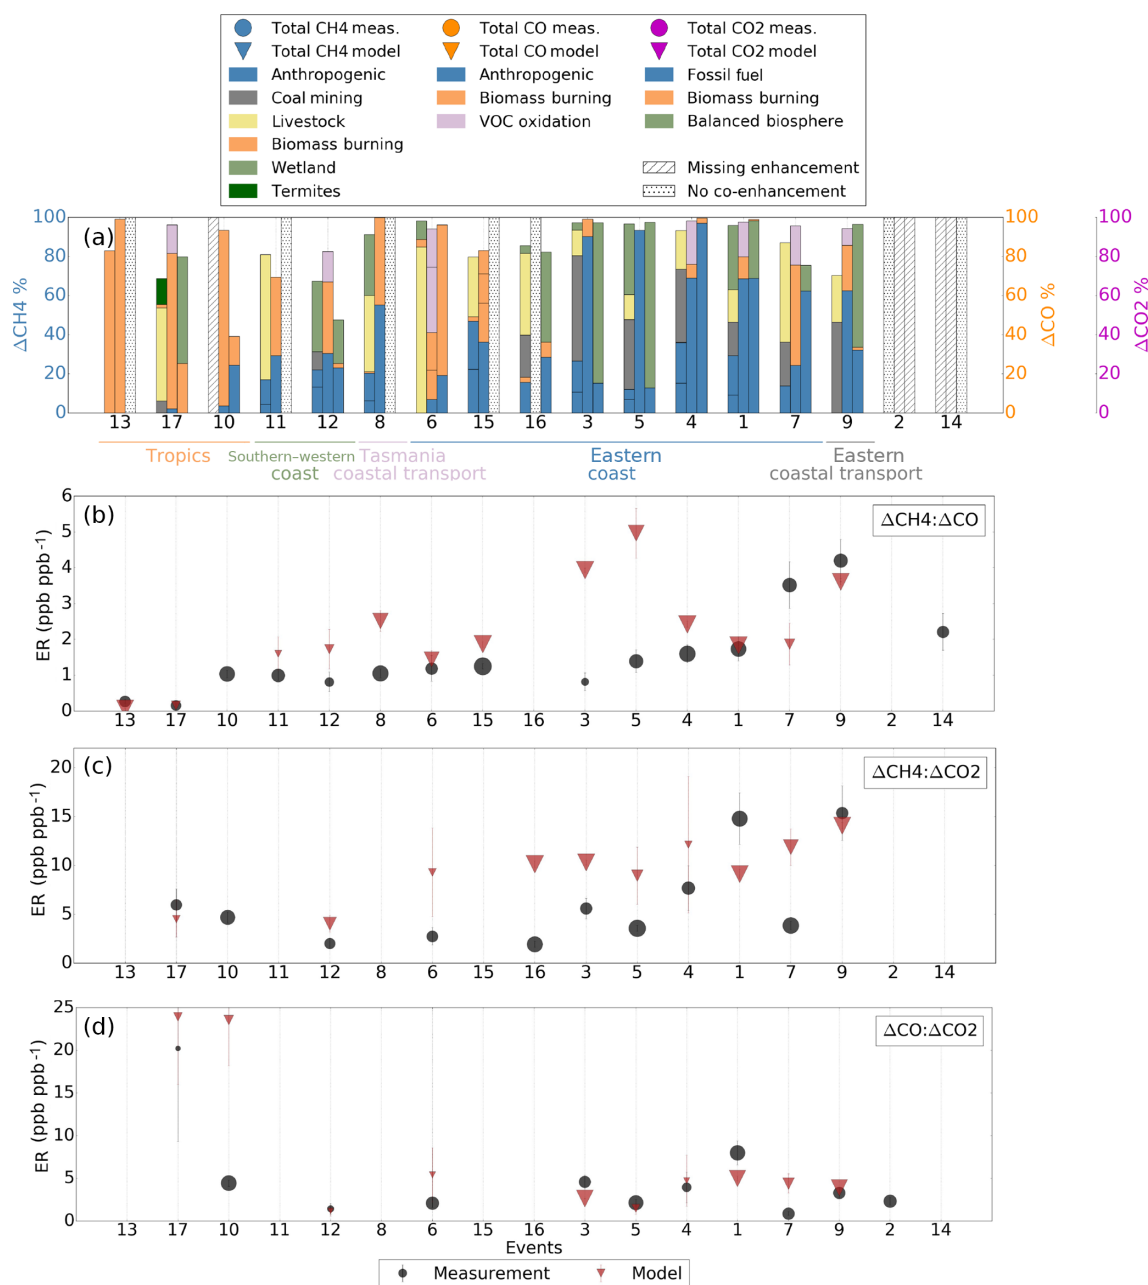 Total CH4 meas. Total CO meas. Total CO2 meas.
Total CH4 model Total CO model Total CO2 model
Anthropogenic Anthropogenic Fossil fuel
Coal mining Biomass burning Biomass burning
Livestock VOC oxidation Balanced biosphere
Biomass burning
Wetland Missing enhancement
Termites No co-enhancement
(a)
ΔCH4 %
100
80
60
40
20
0
100
80
60
40
20
0
ΔCO %
100
80
60
40
20
0
ΔCO2 %
13 17 10 11 12 8 6 15 16 3 5 4 1 7 9 2 14
Tropics Southern–western Tasmania Eastern Eastern
coast coastal transport coast coastal transport
(b)
ΔCH4:ΔCO
ER (ppb ppb-1)
6
5
4
3
2
1
0
13 17 10 11 12 8 6 15 16 3 5 4 1 7 9 2 14
(c)
ΔCH4:ΔCO2
ER (ppb ppb-1)
20
15
10
5
0
13 17 10 11 12 8 6 15 16 3 5 4 1 7 9 2 14
(d)
ΔCO:ΔCO2
ER (ppb ppb-1)
25
20
15
10
5
0
13 17 10 11 12 8 6 15 16 3 5 4 1 7 9 2 14
Events
Measurement Model